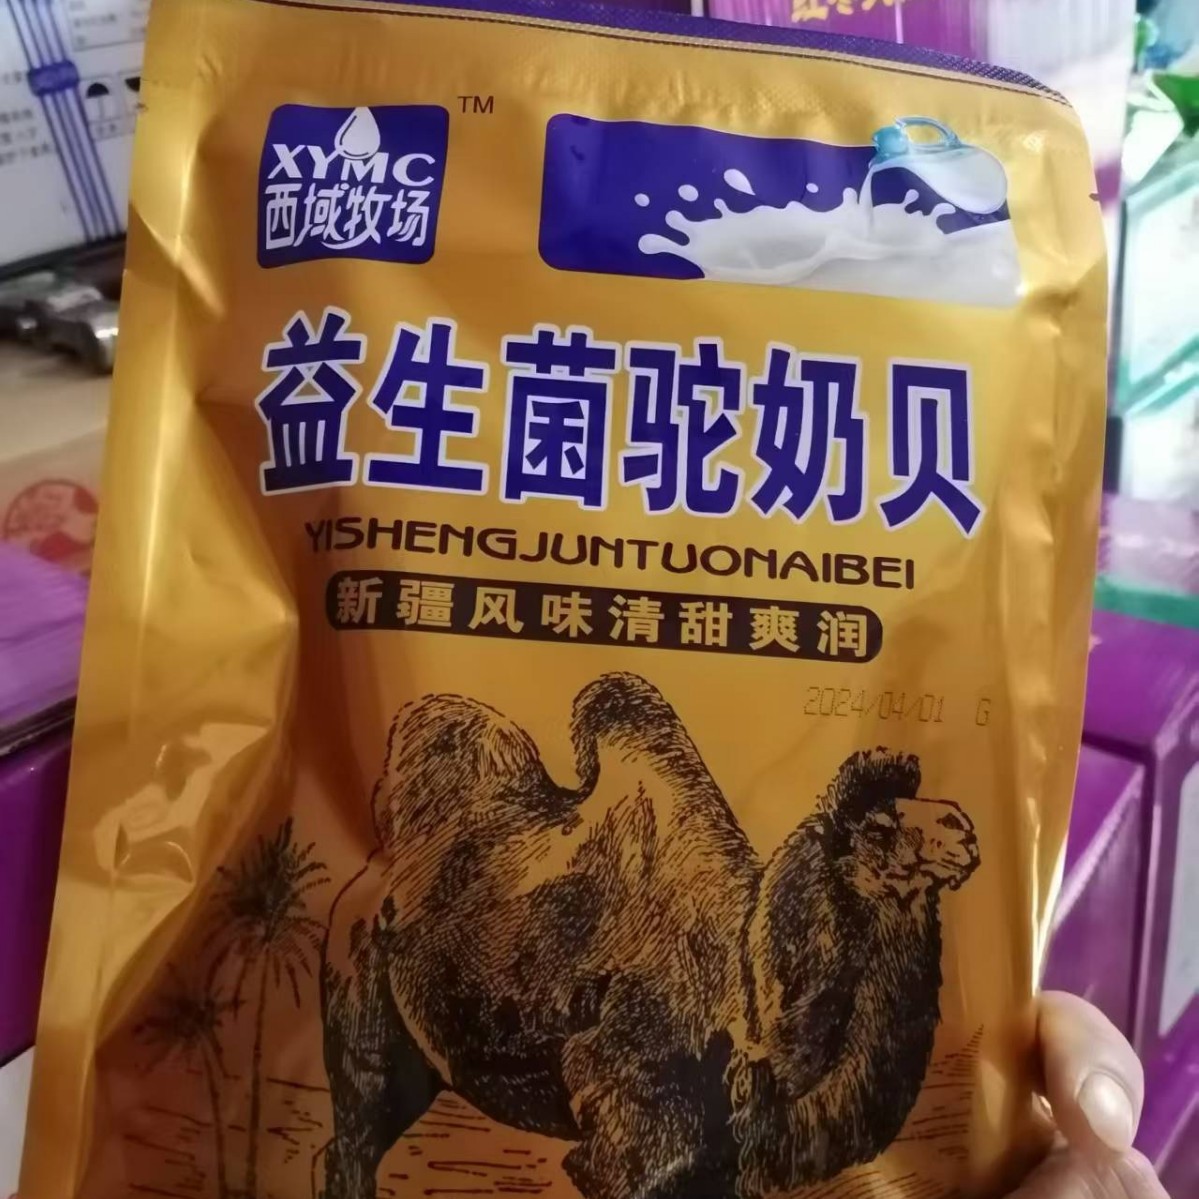 XYMC
西域牧场
TM
益生菌驼奶贝
YISHENGJUNTUONAIBEI
新疆风味清甜爽润
2024/04/01 G